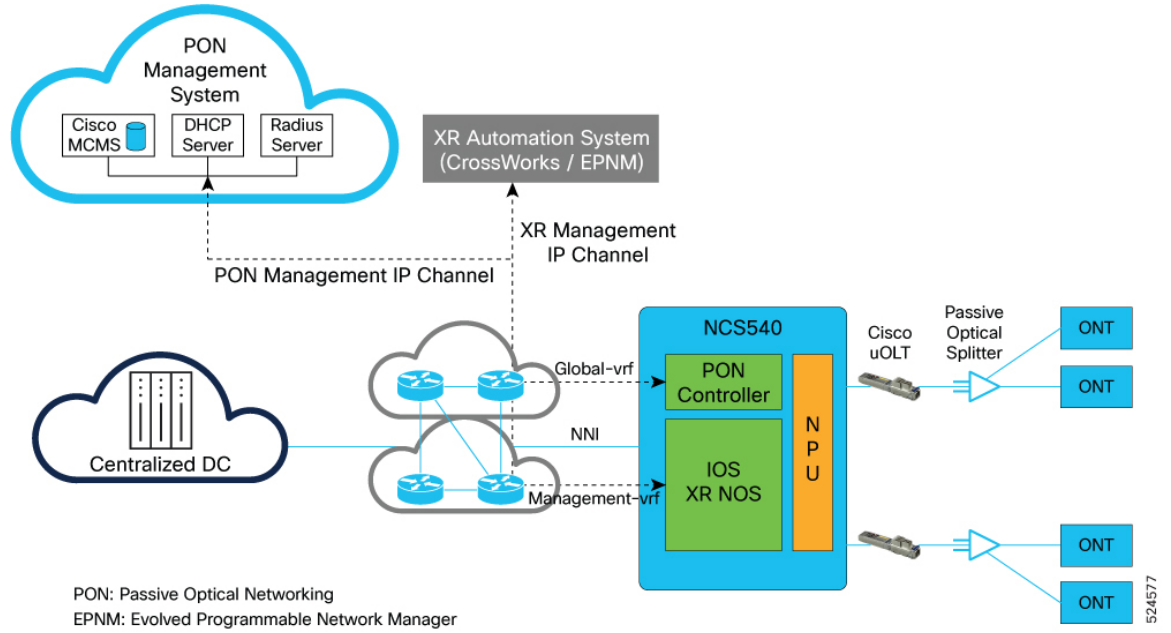 PON
Management
System
Cisco
MCMS
DHCP
Server
Radius
Server
XR Automation System
(CrossWorks / EPNM)
XR Management
IP Channel
PON Management IP Channel
NCS540
Cisco
uOLT
Passive
Optical
Splitter
ONT
ONT
Global-vrf
PON
Controller
NNI
N
P
U
Centralized DC
IOS
XR NOS
Management-vrf
ONT
ONT
PON: Passive Optical Networking
EPNM: Evolved Programmable Network Manager
524577